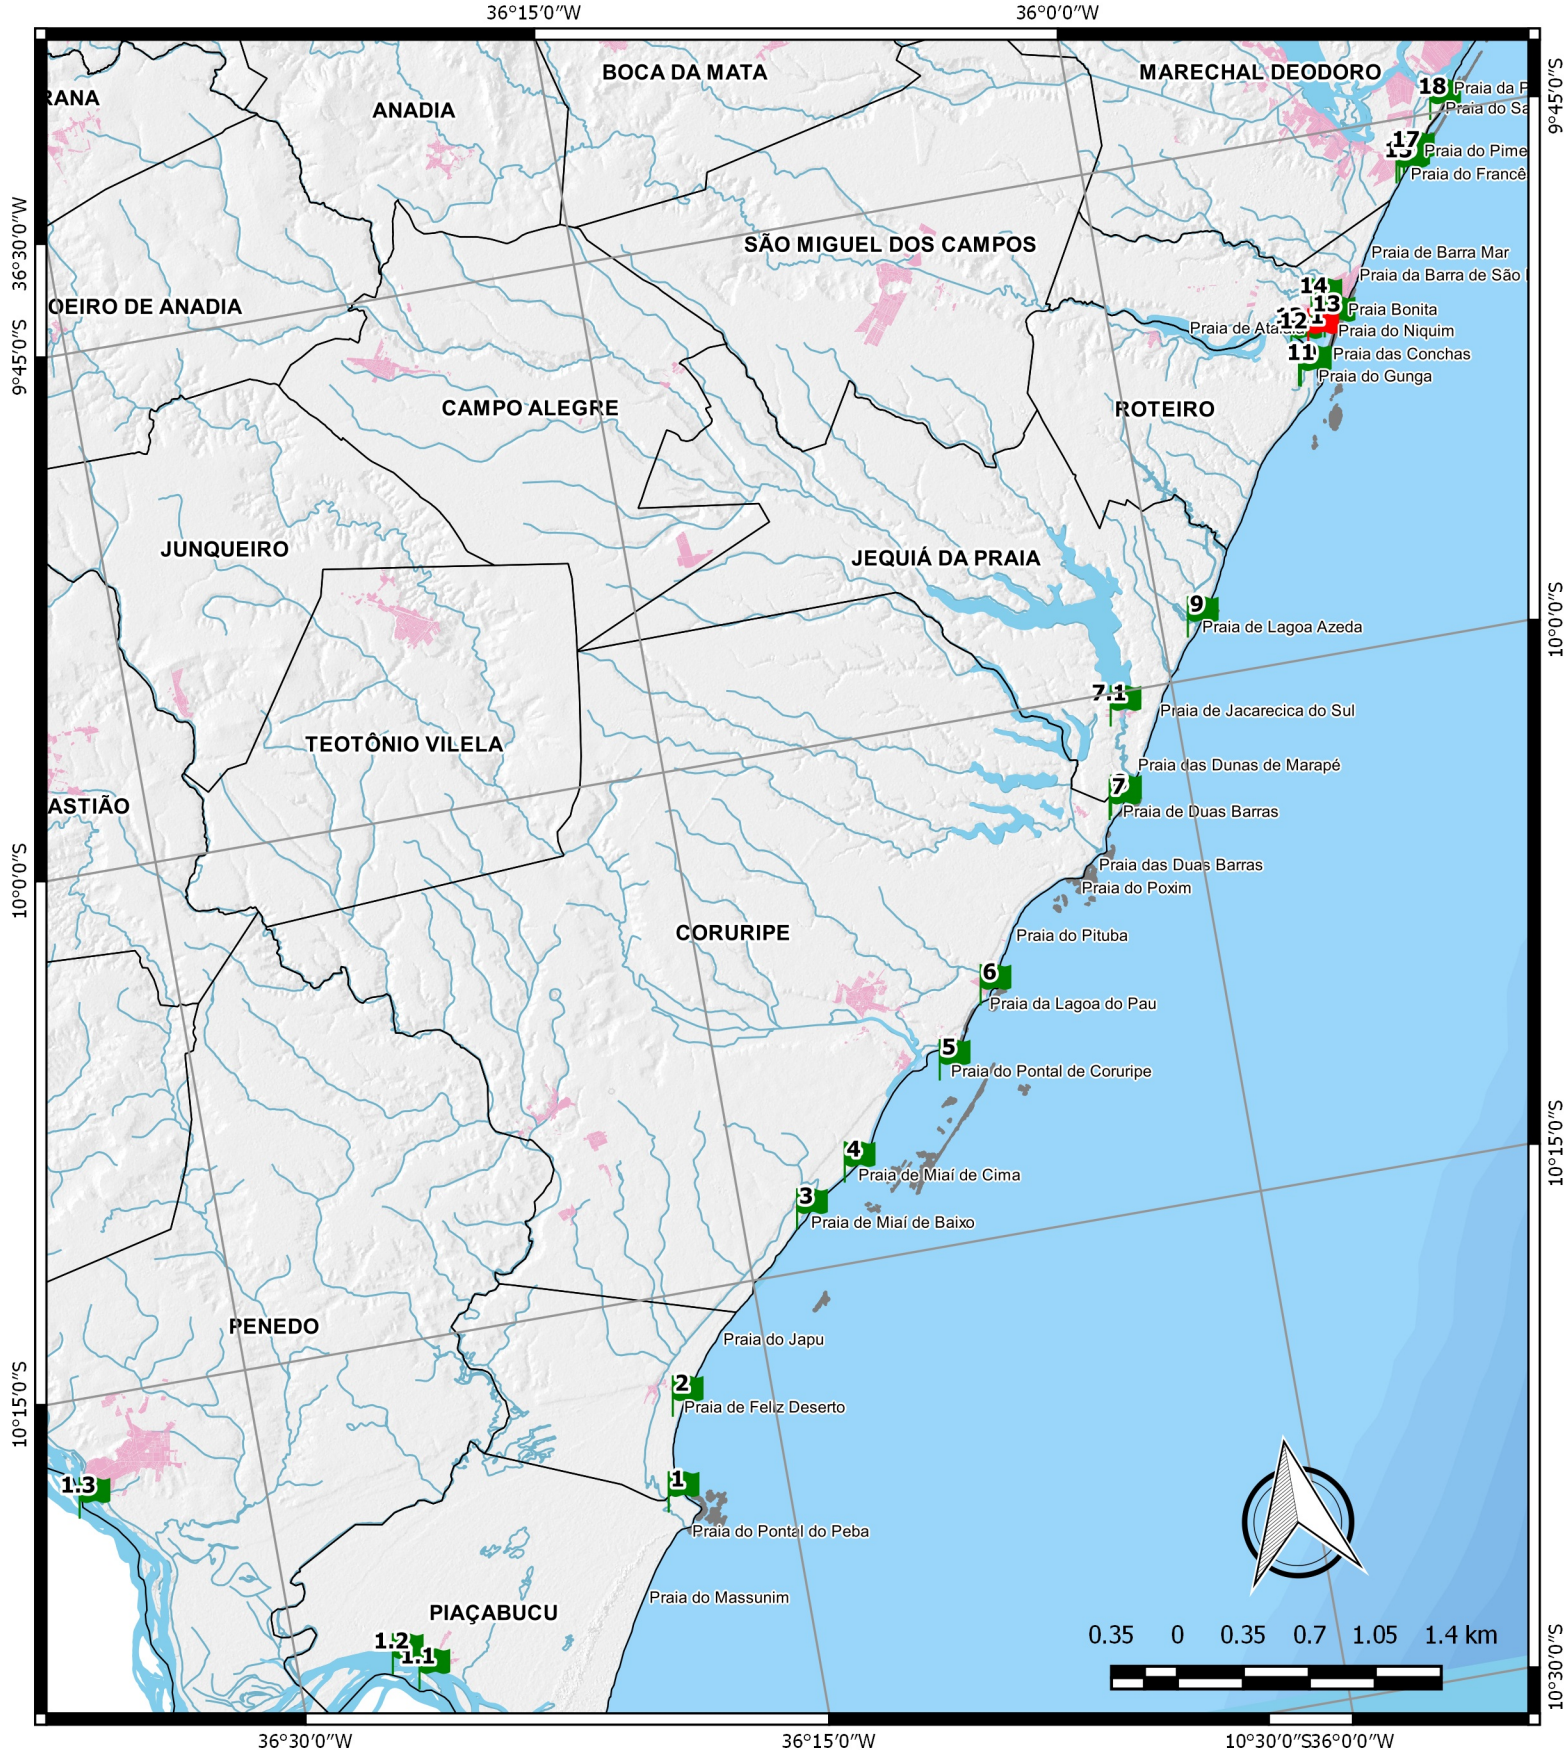 36°15'0"W
36°0'0"W
BOCA DA MATA
MARECHAL DEODORO
RANA
ANADIA
18
Praia da P
Praia do Sa
9°45'0"S
17
Praia do Pime
Praia do Francê
36°30'0"W
SÃO MIGUEL DOS CAMPOS
Praia de Barra Mar
Praia da Barra de São
14
OEIRO DE ANADIA
13
Praia Bonita
12
Praia de Atalaia
Praia do Niquim
9°45'0"S
11
Praia das Conchas
Praia do Gunga
CAMPO ALEGRE
ROTEIRO
JUNQUEIRO
JEQUIÁ DA PRAIA
9
Praia de Lagoa Azeda
10°0'0"S
7.1
Praia de Jacarecica do Sul
TEOTÔNIO VILELA
Praia das Dunas de Marapé
7
ASTIÃO
Praia de Duas Barras
Praia das Duas Barras
10°0'0"S
Praia do Poxim
CORURIPE
Praia do Pituba
6
Praia da Lagoa do Pau
5
Praia do Pontal de Coruripe
10°15'0"S
4
Praia de Miaí de Cima
3
Praia de Miaí de Baixo
PENEDO
Praia do Japu
2
10°15'0"S
Praia de Feliz Deserto
1
1.3
Praia do Pontal do Peba
Praia do Massunim
PIAÇABUCU
1.2
1.1
0.35 0 0.35 0.7 1.05 1.4 km
10°30'0"S
36°30'0"W
36°15'0"W
10°30'0"S36°0'0"W